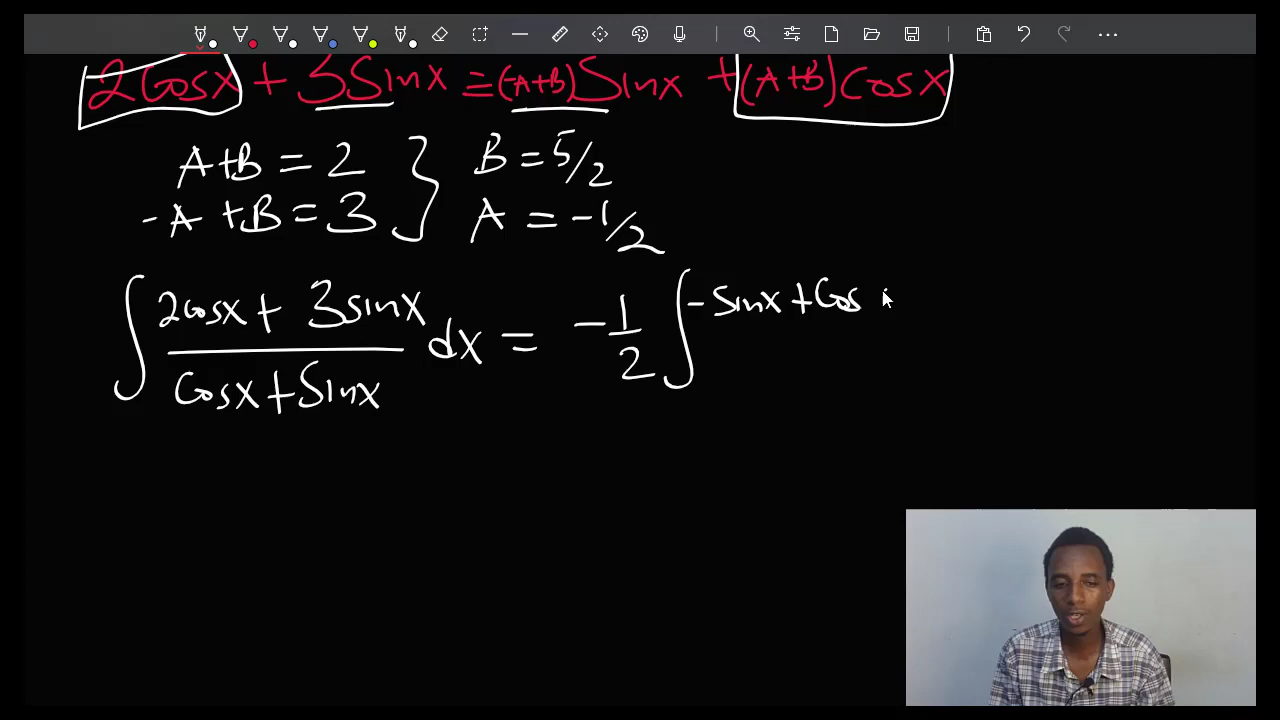 2Cosx + 3Sinx ≡ (-A+B)Sinx + (A+B)Cosx
A+B = 2 } B = 5/2
-A+B = 3 } A = -1/2
∫ (2cosx + 3sinx)/(Cosx+Sinx) dx = -1/2 ∫ -Sinx + Cos